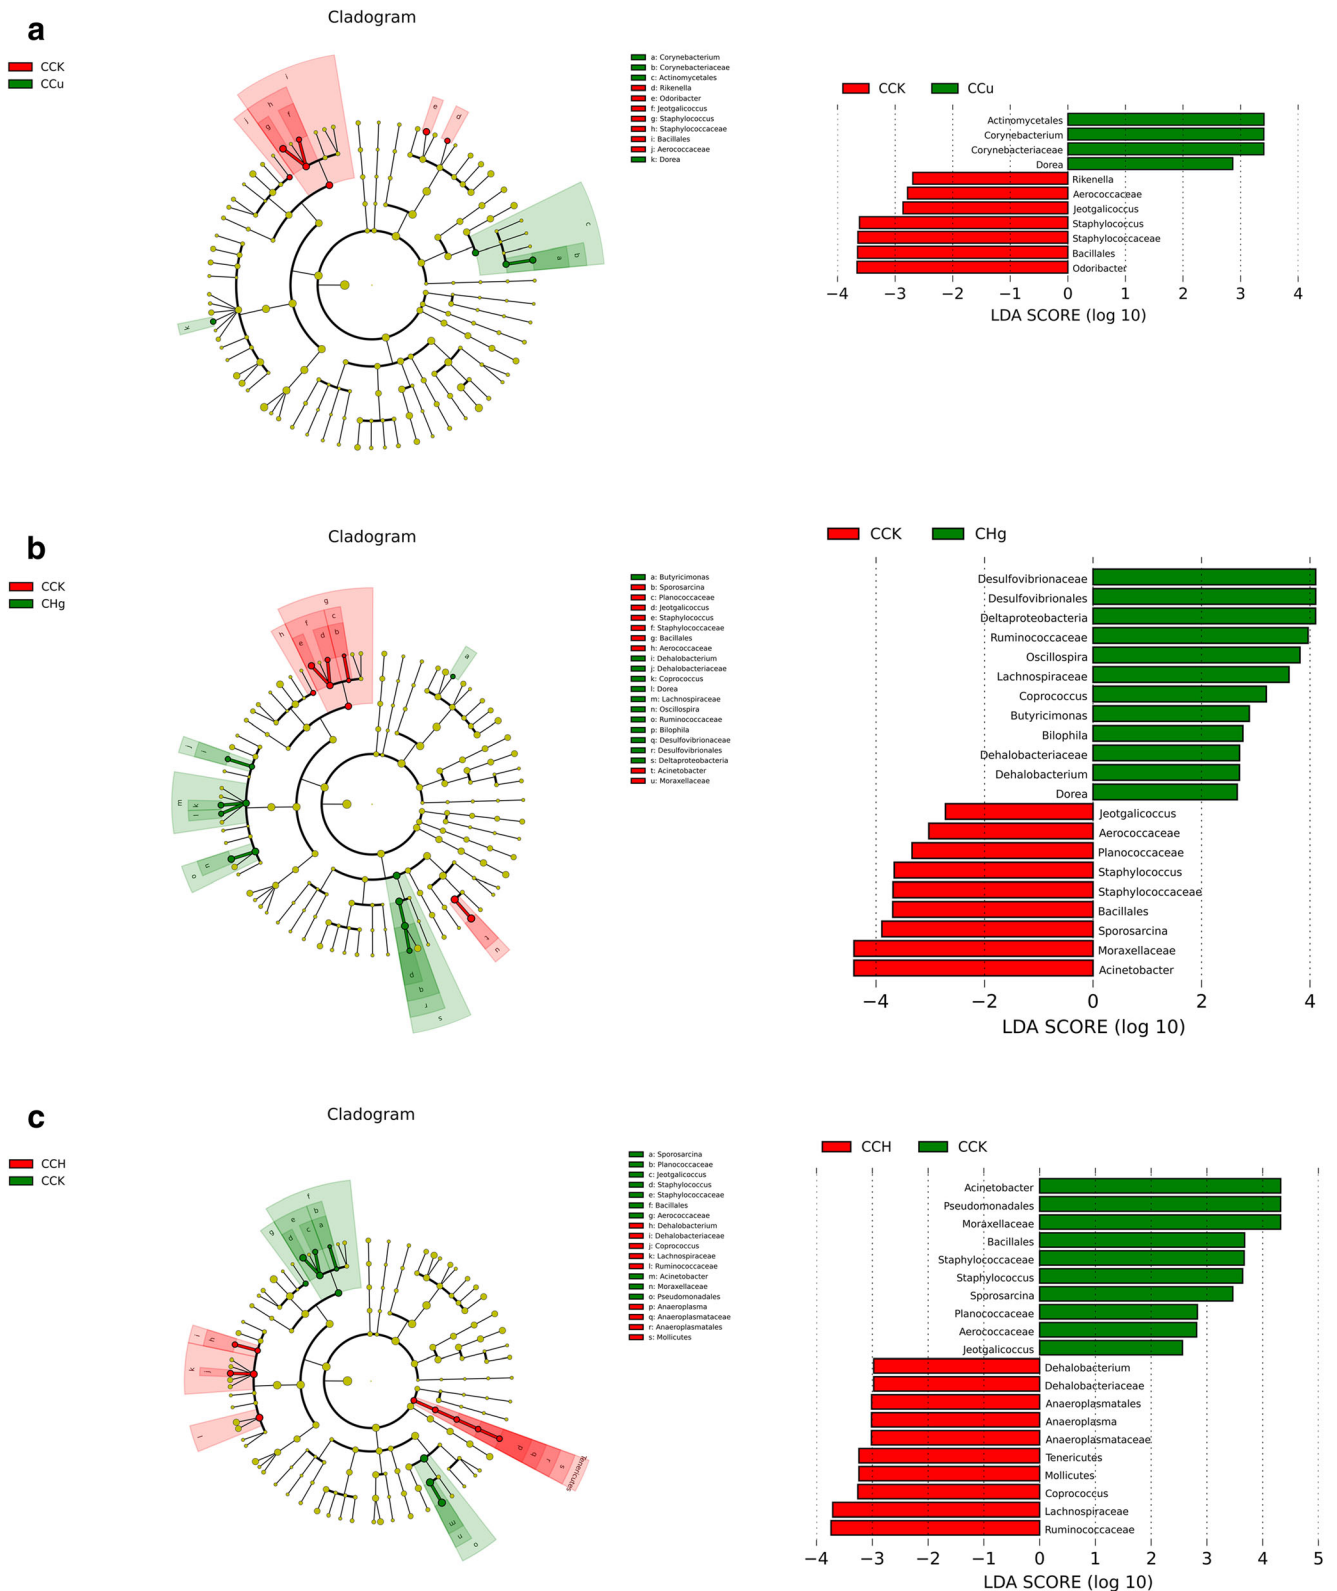 a
Cladogram
CCK
CCu
i
h
f
g
j
e
d
c
b
a
k
a: Corynebacterium
b: Corynebacteriaceae
c: Actinomycetales
d: Rikenella
e: Odoribacter
f: Jeotgalicoccus
g: Staphylococcus
h: Staphylococcaceae
i: Bacillales
j: Aerococcaceae
k: Dorea
CCK CCu
Actinomycetales
Corynebacterium
Corynebacteriaceae
Dorea
Rikenella
Aerococcaceae
Jeotgalicoccus
Staphylococcus
Staphylococcaceae
Bacillales
Odoribacter
−4 −3 −2 −1 0 1 2 3 4
LDA SCORE (log 10)
b
Cladogram
CCK
CHg
g
c
f
h
d b
e
a
m
k
l
n
o
p
q
r
s
a: Butyricimonas
b: Sporosarcina
c: Planococcaceae
d: Jeotgalicoccus
e: Staphylococcus
f: Staphylococcaceae
g: Bacillales
h: Aerococcaceae
i: Dehalobacterium
j: Dehalobacteriaceae
k: Coprococcus
l: Dorea
m: Lachnospiraceae
n: Oscillospira
o: Ruminococcaceae
p: Bilophila
q: Desulfovibrionaceae
r: Desulfovibrionales
s: Deltaproteobacteria
t: Acinetobacter
u: Moraxellaceae
CCK CHg
Desulfovibrionaceae
Desulfovibrionales
Deltaproteobacteria
Ruminococcaceae
Oscillospira
Lachnospiraceae
Coprococcus
Butyricimonas
Bilophila
Dehalobacteriaceae
Dehalobacterium
Dorea
Jeotgalicoccus
Aerococcaceae
Planococcaceae
Staphylococcus
Staphylococcaceae
Bacillales
Sporosarcina
Moraxellaceae
Acinetobacter
−4 −2 0 2 4
LDA SCORE (log 10)
c
Cladogram
CCH
CCK
f
b
e
g
a
c
d
i
h
k
j
l
p
q
r
s
Tenericutes
m
n
o
a: Sporosarcina
b: Planococcaceae
c: Jeotgalicoccus
d: Staphylococcus
e: Staphylococcaceae
f: Bacillales
g: Aerococcaceae
h: Dehalobacterium
i: Dehalobacteriaceae
j: Coprococcus
k: Lachnospiraceae
l: Ruminococcaceae
m: Acinetobacter
n: Moraxellaceae
o: Pseudomonadales
p: Anaeroplasma
q: Anaeroplasmataceae
r: Anaeroplasmatales
s: Mollicutes
CCH CCK
Acinetobacter
Pseudomonadales
Moraxellaceae
Bacillales
Staphylococcaceae
Staphylococcus
Sporosarcina
Planococcaceae
Aerococcaceae
Jeotgalicoccus
Dehalobacterium
Dehalobacteriaceae
Anaeroplasmatales
Anaeroplasma
Anaeroplasmataceae
Tenericutes
Mollicutes
Coprococcus
Lachnospiraceae
Ruminococcaceae
−4 −3 −2 −1 0 1 2 3 4 5
LDA SCORE (log 10)